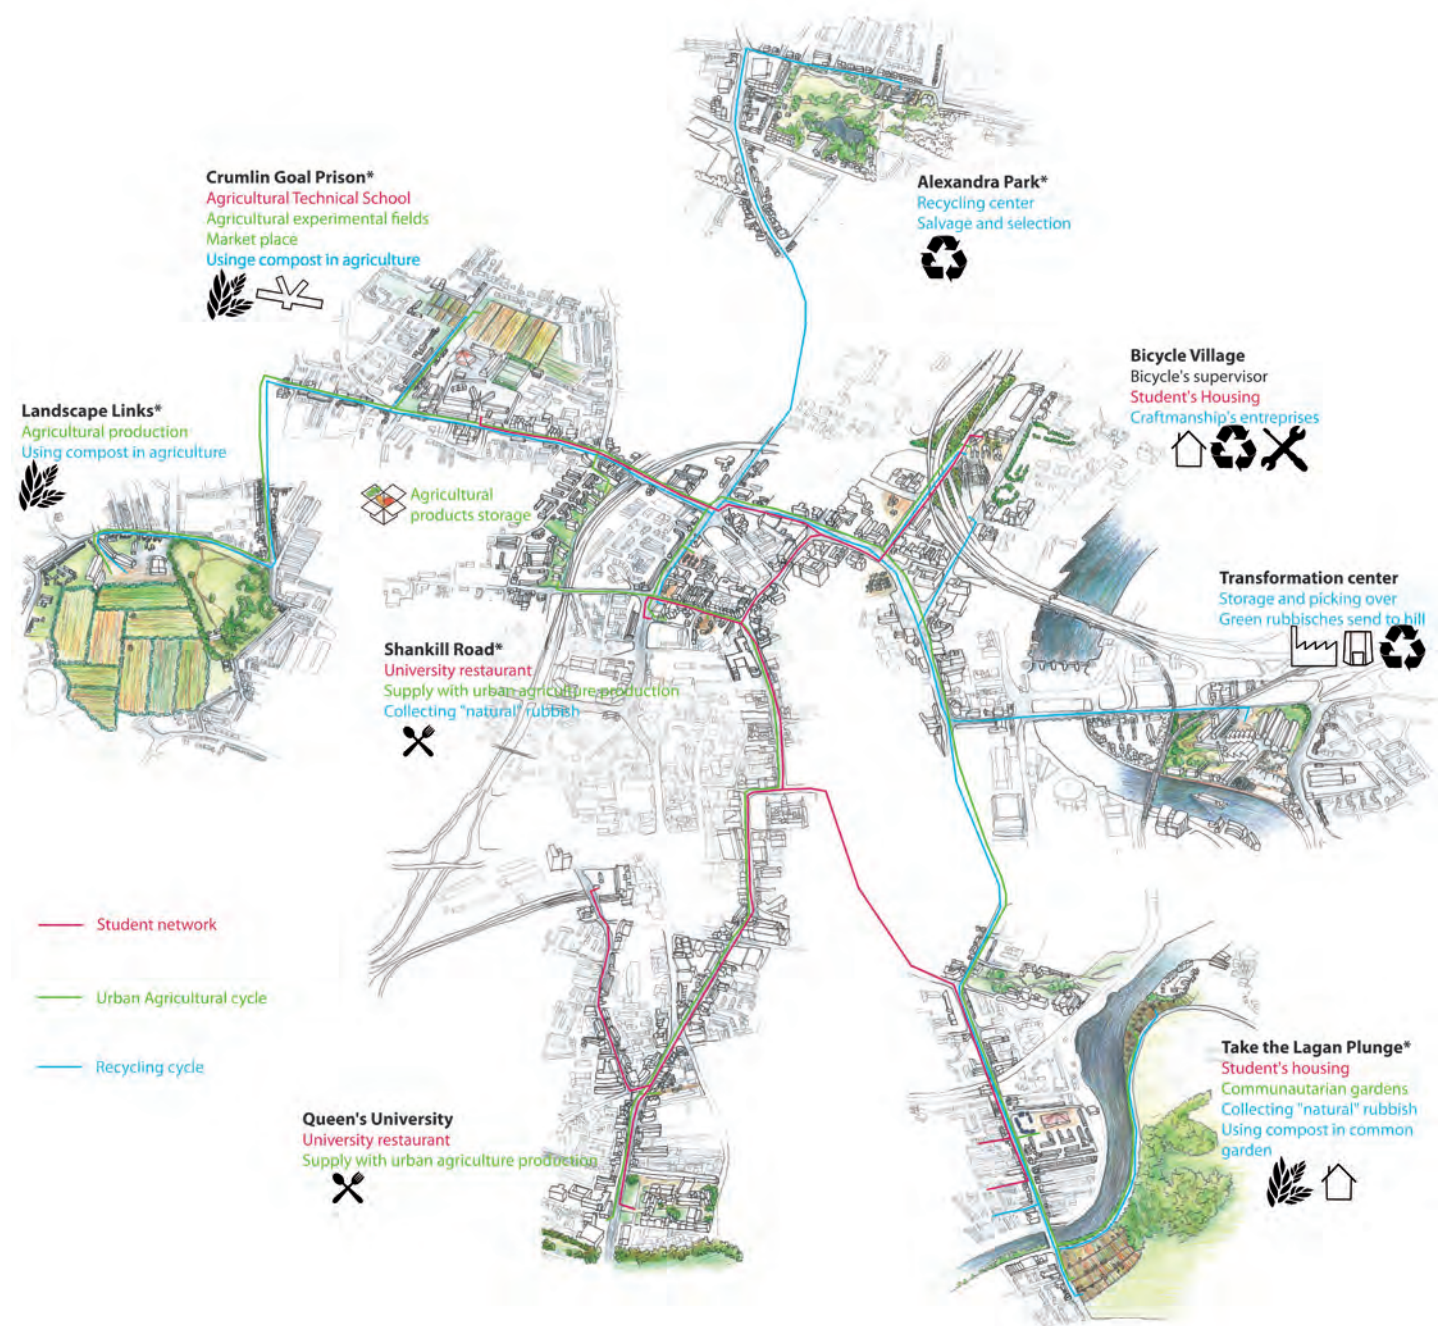 Crumlin Goal Prison*
Agricultural Technical School
Agricultural experimental fields
Market place
Usinge compost in agriculture
Alexandra Park*
Recycling center
Salvage and selection
Bicycle Village
Bicycle's supervisor
Student's Housing
Craftmanship's entreprises
Landscape Links*
Agricultural production
Using compost in agriculture
Agricultural
products storage
Transformation center
Storage and picking over
Green rubbisches send to hill
Shankill Road*
University restaurant
Supply with urban agriculture production
Collecting "natural" rubbish
Student network
Urban Agricultural cycle
Recycling cycle
Take the Lagan Plunge*
Student's housing
Communautarian gardens
Collecting "natural" rubbish
Using compost in common
garden
Queen's University
University restaurant
Supply with urban agriculture production